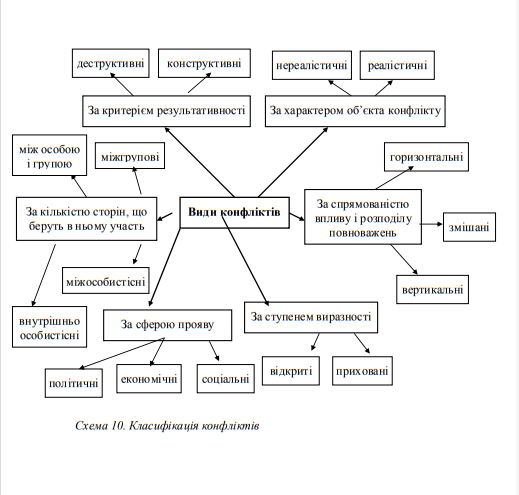 деструктивні
конструктивні
нереалістичні
реалістичні
За критерієм результативності
За характером об’єкта конфлікту
між особою
і групою
міжгрупові
горизонтальні
За кількістю сторін, що
беруть в ньому участь
Види конфліктів
За спрямованістю
впливу і розподілу
повноважень
змішані
міжособистісні
вертикальні
внутрішньо
особистісні
За сферою прояву
За ступенем виразності
політичні
економічні
соціальні
відкриті
приховані
Схема 10. Класифікація конфліктів